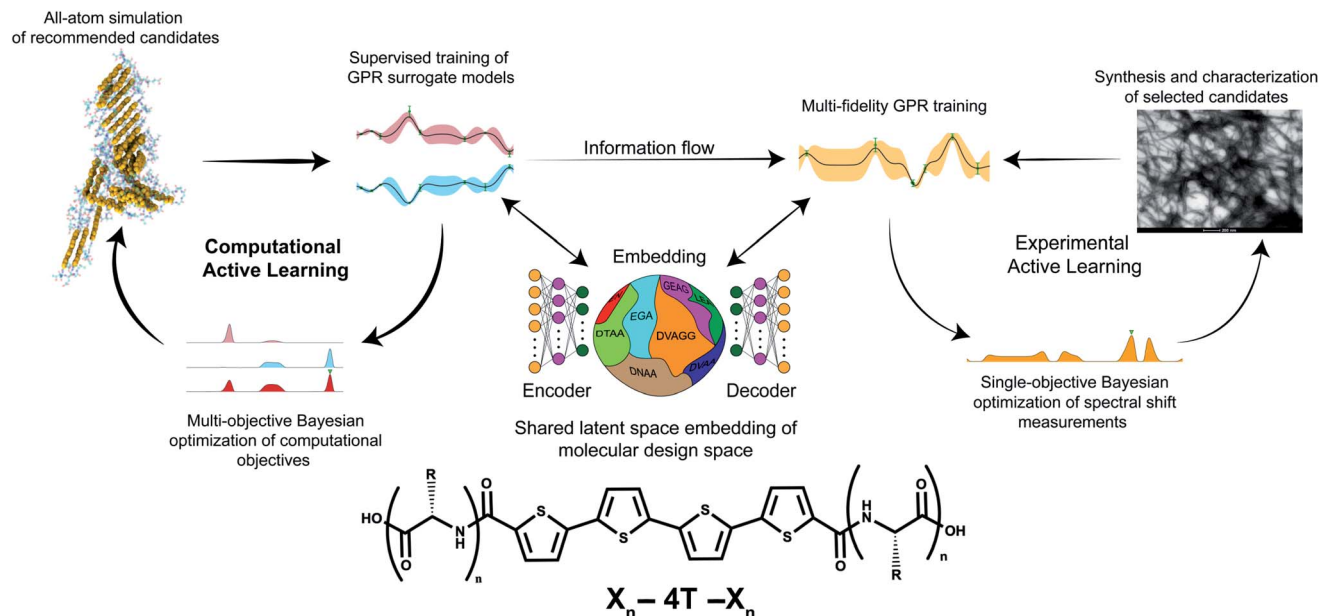 All-atom simulation
of recommended candidates
Supervised training of
GPR surrogate models
Multi-fidelity GPR training
Synthesis and characterization
of selected candidates
Information flow
Computational
Active Learning
Experimental
Active Learning
Embedding
GEAG
EGA
DTAA
DVAGG
DVAA
DNAA
Encoder
Decoder
Shared latent space embedding of
molecular design space
Multi-objective Bayesian
optimization of computational
objectives
Single-objective Bayesian
optimization of spectral shift
measurements
200 nm
HO
O
R
N
H
n
O
S
S
S
S
O
H
N
R
O
OH
n
Xn – 4T – Xn